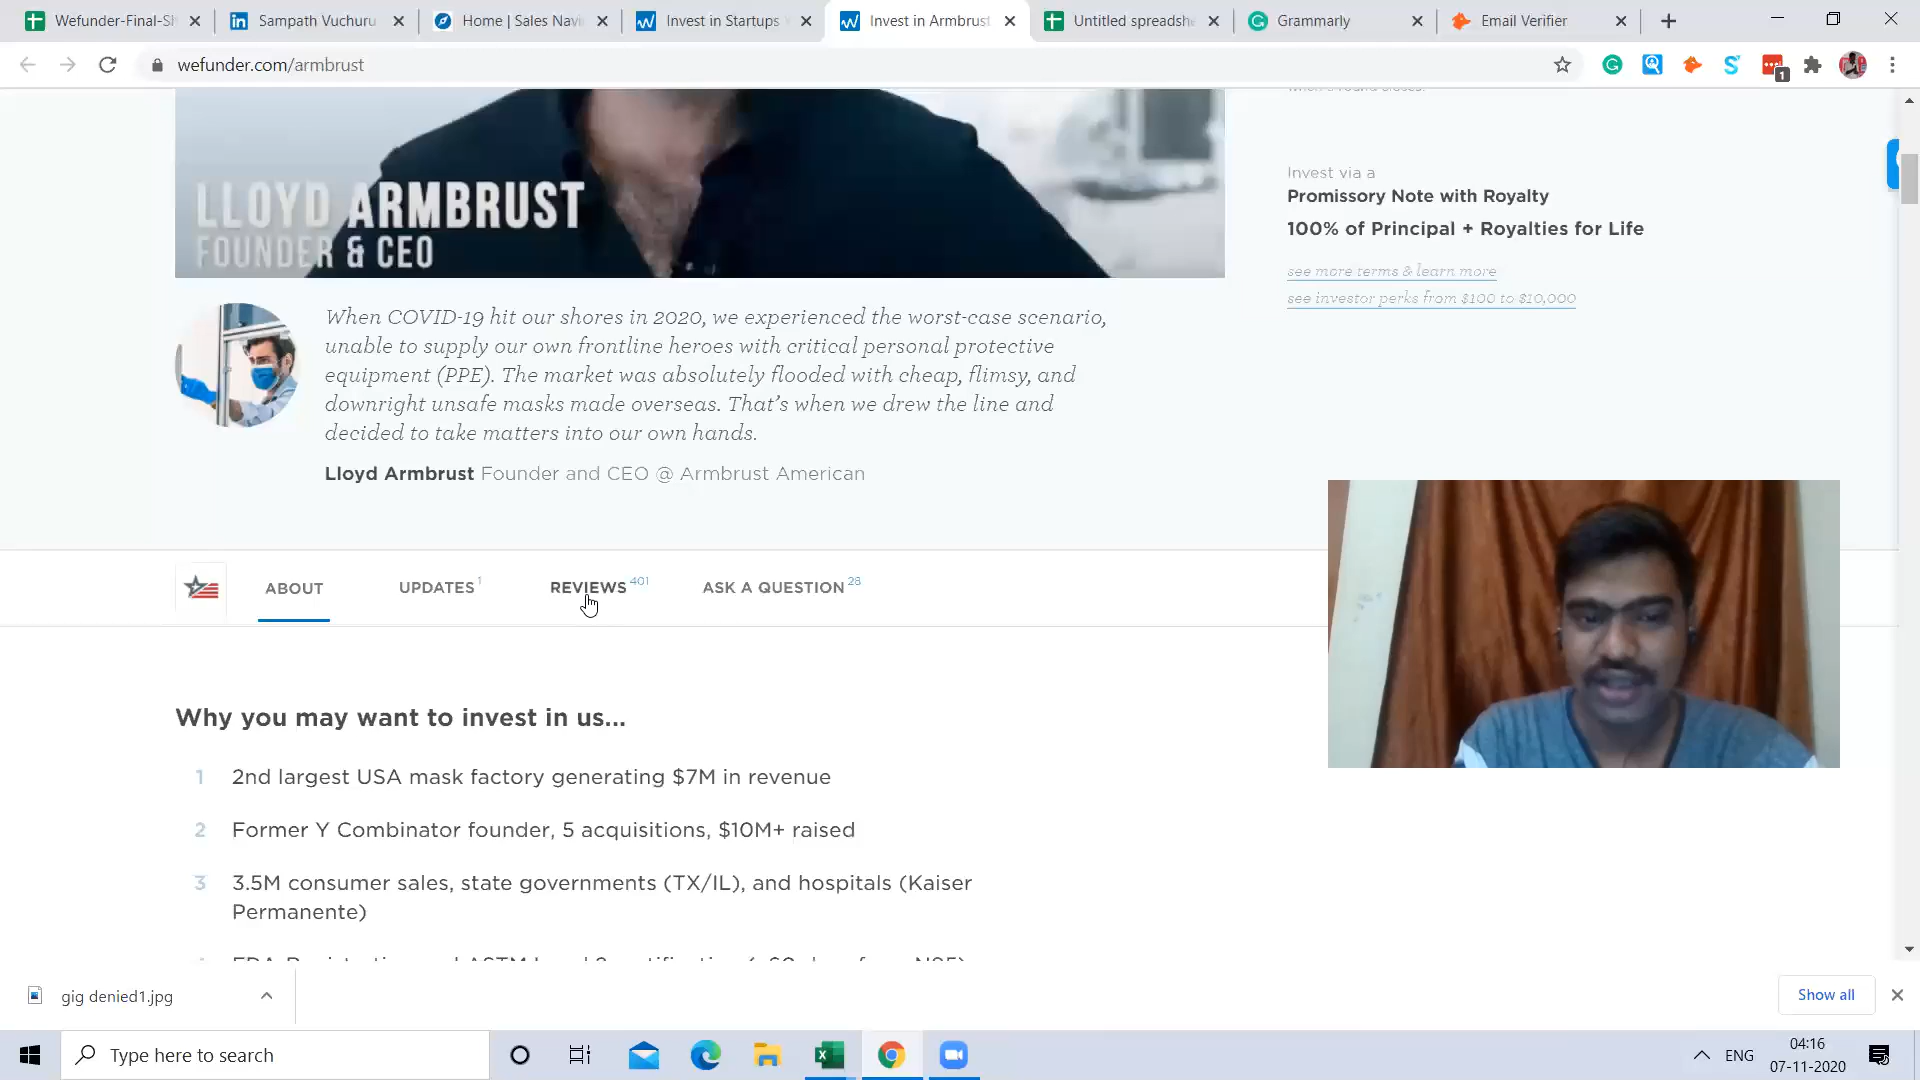 Wefunder-Final-Sh
Sampath Vuchuru
Home | Sales Navi
Invest in Startups
Invest in Armbrust
Untitled spreadshe
Grammarly
Email Verifier
wefunder.com/armbrust
1
LLOYD ARMBRUST
FOUNDER & CEO
Invest via a
Promissory Note with Royalty
100% of Principal + Royalties for Life
see more terms & learn more
see investor perks from $100 to $10,000
When COVID-19 hit our shores in 2020, we experienced the worst-case scenario,
unable to supply our own frontline heroes with critical personal protective
equipment (PPE). The market was absolutely flooded with cheap, flimsy, and
downright unsafe masks made overseas. That's when we drew the line and
decided to take matters into our own hands.
Lloyd Armbrust Founder and CEO @ Armbrust American
ABOUT UPDATES 1 REVIEWS 401 ASK A QUESTION 28
Why you may want to invest in us...
1 2nd largest USA mask factory generating $7M in revenue
2 Former Y Combinator founder, 5 acquisitions, $10M+ raised
3 3.5M consumer sales, state governments (TX/IL), and hospitals (Kaiser
Permanente)
gig denied1.jpg
Show all
Type here to search
ENG
04:16
07-11-2020